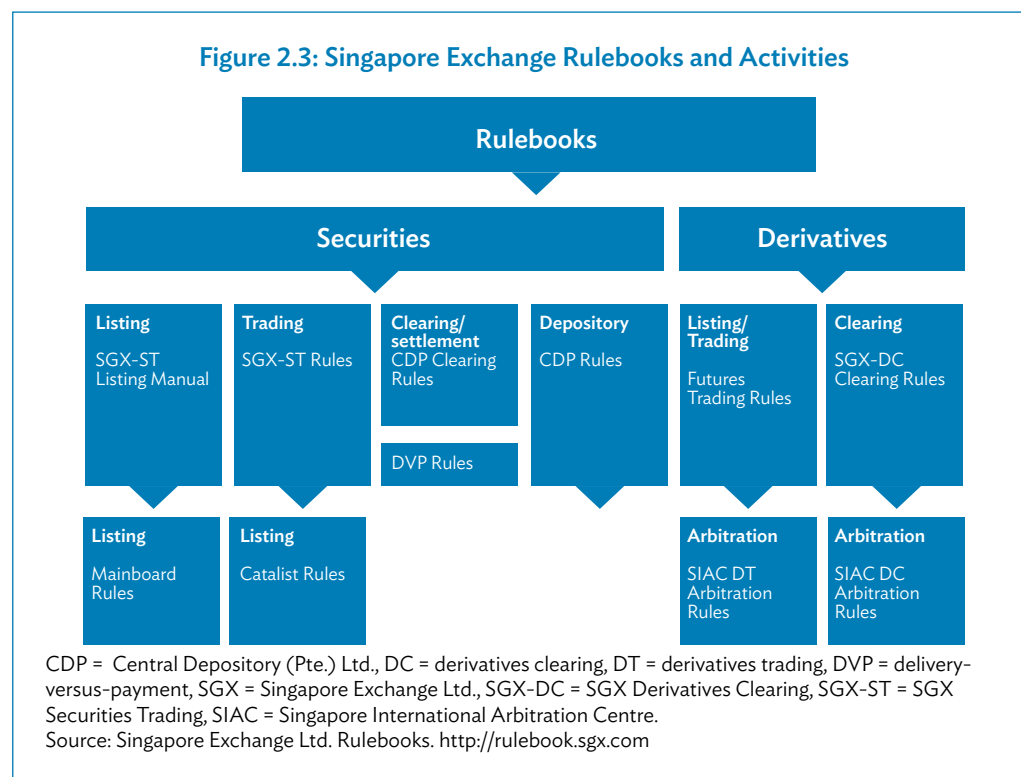 Figure 2.3: Singapore Exchange Rulebooks and Activities
Rulebooks
Securities
Derivatives
Listing
SGX-ST
Listing Manual
Trading
SGX-ST Rules
Clearing/
settlement
CDP Clearing
Rules
DVP Rules
Depository
CDP Rules
Listing/
Trading
Futures
Trading Rules
Clearing
SGX-DC
Clearing Rules
Listing
Mainboard
Rules
Listing
Catalist Rules
Arbitration
SIAC DT
Arbitration
Rules
Arbitration
SIAC DC
Arbitration
Rules
CDP = Central Depository (Pte.) Ltd., DC = derivatives clearing, DT = derivatives trading, DVP = delivery-
versus-payment, SGX = Singapore Exchange Ltd., SGX-DC = SGX Derivatives Clearing, SGX-ST = SGX
Securities Trading, SIAC = Singapore International Arbitration Centre.
Source: Singapore Exchange Ltd. Rulebooks. http://rulebook.sgx.com